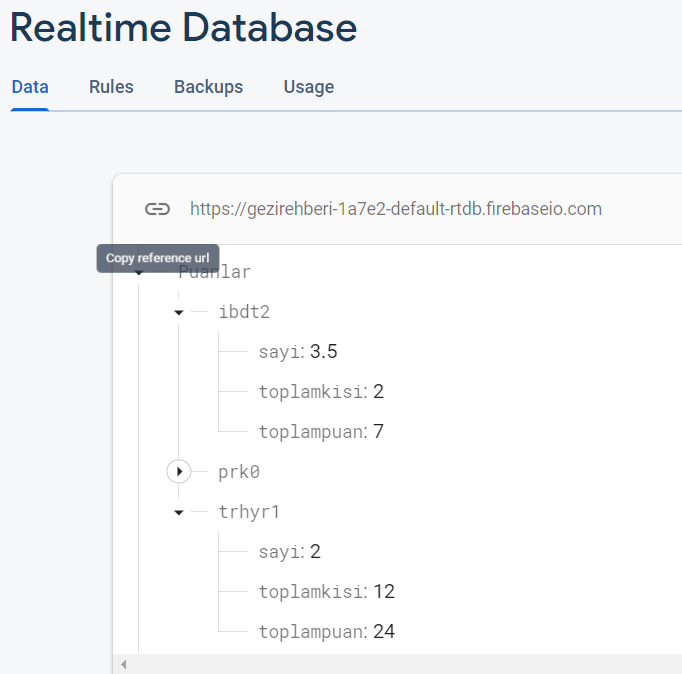 Realtime Database
Data Rules Backups Usage
https://gezirehberi-1a7e2-default-rtdb.firebaseio.com
Copy reference url
Puanlar
ibdt2
sayi: 3.5
toplamkisi: 2
toplampuan: 7
prk0
trhyr1
sayi: 2
toplamkisi: 12
toplampuan: 24